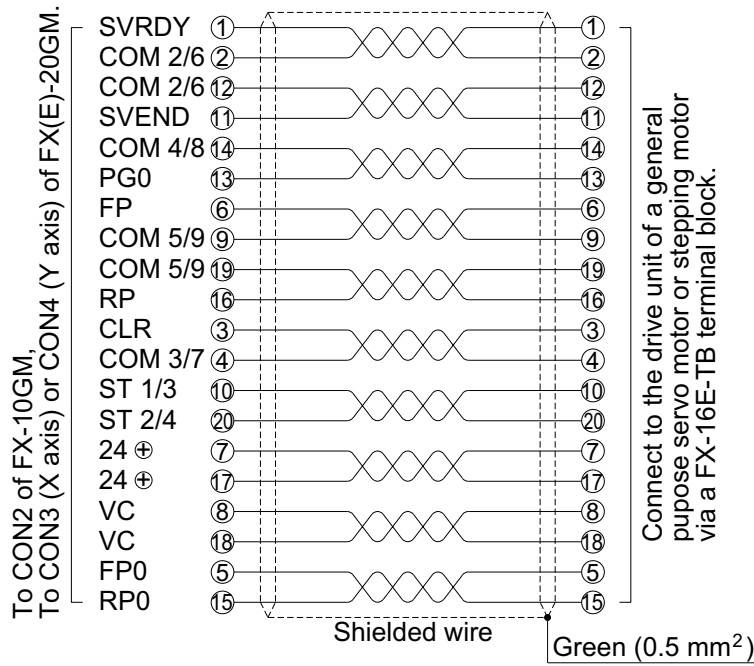 To CON2 of FX-10GM,
To CON3 (X axis) or CON4 (Y axis) of FX(E)-20GM.
SVRDY ① ①
COM 2/6 ② ②
COM 2/6 ⑫ ⑫
SVEND ⑪ ⑪
COM 4/8 ⑭ ⑭
PG0 ⑬ ⑬
FP ⑥ ⑥
COM 5/9 ⑨ ⑨
COM 5/9 ⑲ ⑲
RP ⑯ ⑯
CLR ③ ③
COM 3/7 ④ ④
ST 1/3 ⑩ ⑩
ST 2/4 ⑳ ⑳
24 ⊕ ⑦ ⑦
24 ⊕ ⑰ ⑰
VC ⑧ ⑧
VC ⑱ ⑱
FP0 ⑤ ⑤
RP0 ⑮ ⑮
Shielded wire
Green (0.5 mm²)
Connect to the drive unit of a general
pupose servo motor or stepping motor
via a FX-16E-TB terminal block.